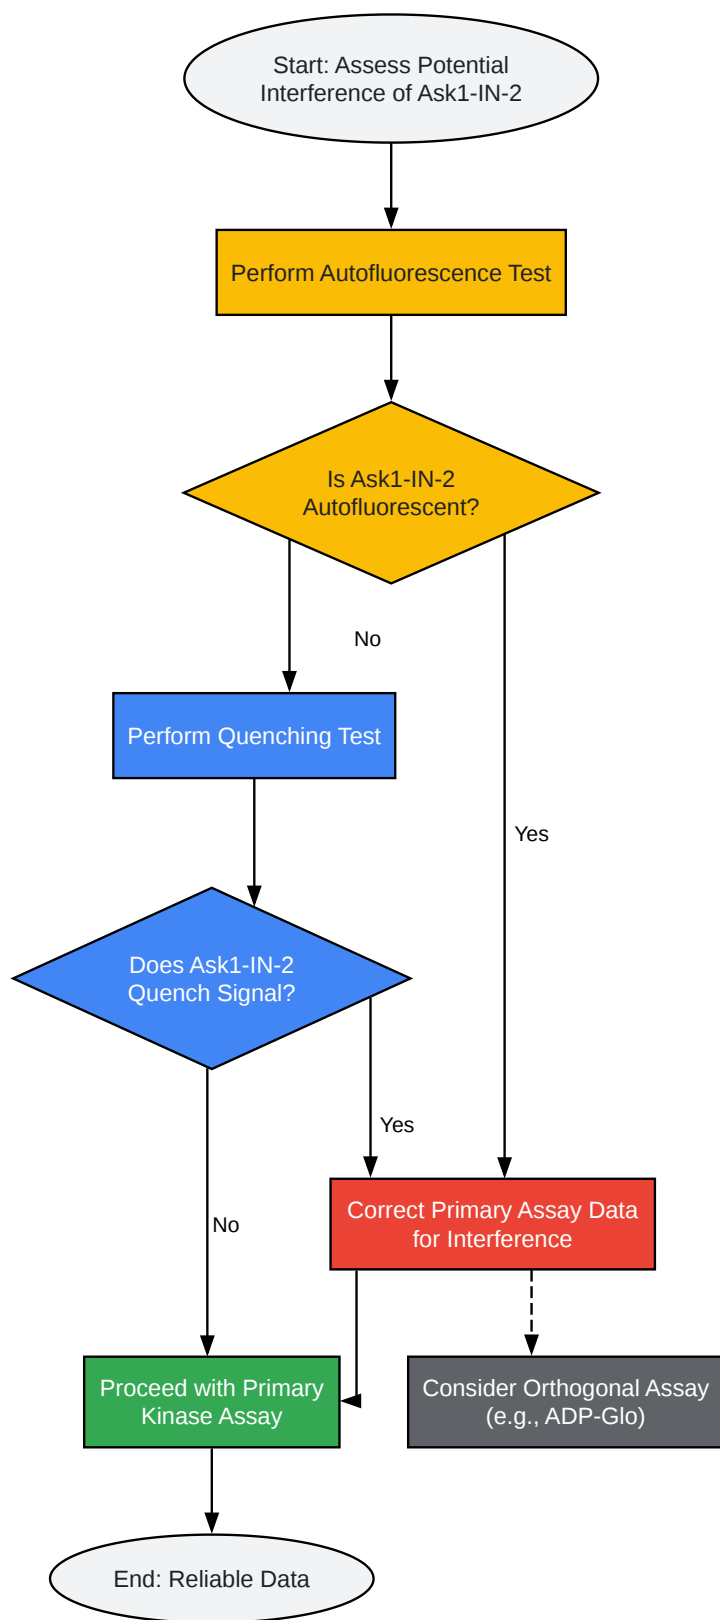 Start: Assess Potential
Interference of Ask1-IN-2
Perform Autofluorescence Test
Is Ask1-IN-2
Autofluorescent?
No
Perform Quenching Test
Yes
Does Ask1-IN-2
Quench Signal?
Yes
No
Correct Primary Assay Data
for Interference
Proceed with Primary
Kinase Assay
Consider Orthogonal Assay
(e.g., ADP-Glo)
End: Reliable Data